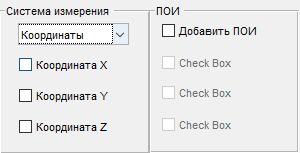 Система измерения
Координаты
Координата X
Координата Y
Координата Z
ПОИ
Добавить ПОИ
Check Box
Check Box
Check Box